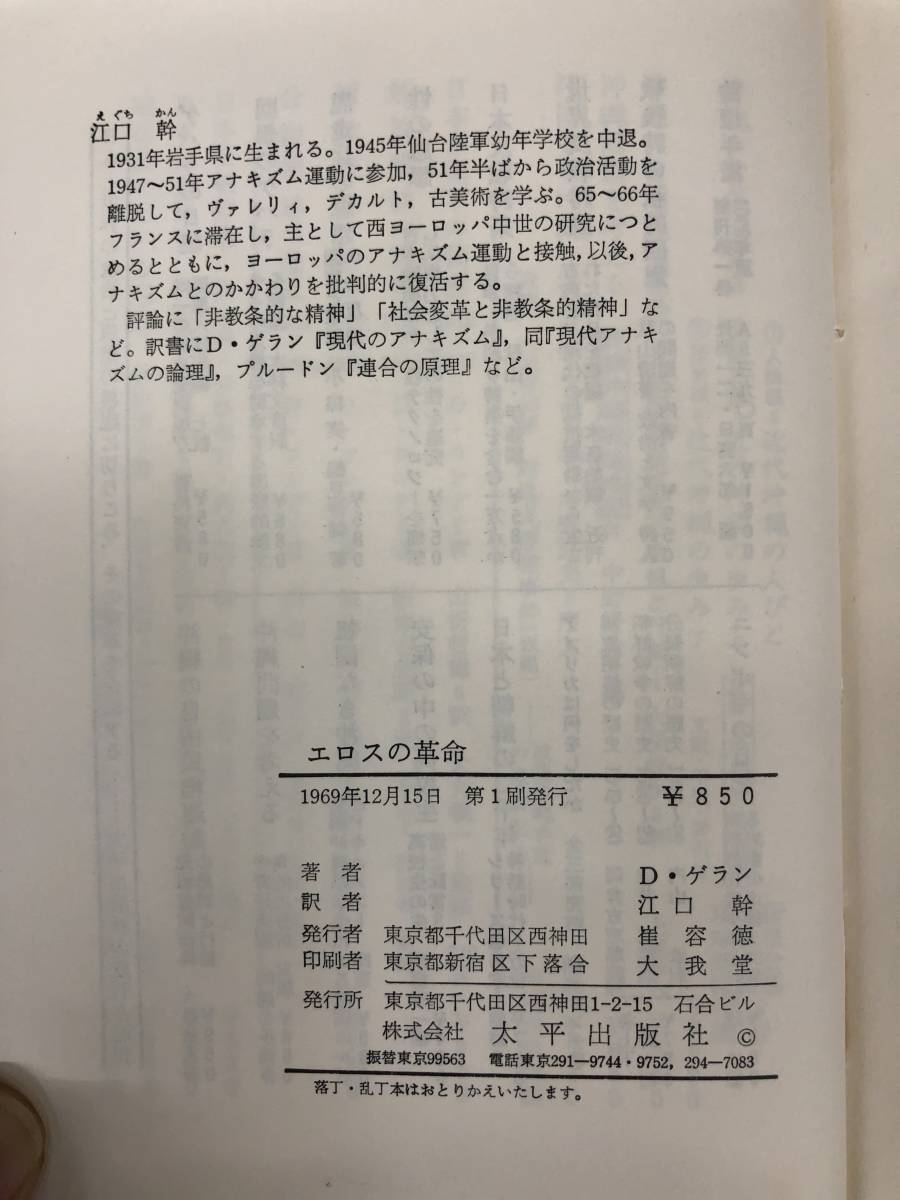 えぐち かん
江口 幹
1931年岩手県に生まれる。1945年仙台陸軍幼年学校を中退。
1947〜51年アナキズム運動に参加，51年半ばから政治活動を
離脱して，ヴァレリィ，デカルト，古美術を学ぶ。65〜66年
フランスに滞在し，主として西ヨーロッパ中世の研究につと
めるとともに，ヨーロッパのアナキズム運動と接触，以後，ア
ナキズムとのかかわりを批判的に復活する。
評論に「非教条的な精神」「社会変革と非教条的精神」な
ど。訳書にD・ゲラン『現代のアナキズム』，同『現代アナキ
ズムの論理』，プルードン『連合の原理』など。
エロスの革命
1969年12月15日 第1刷発行 ¥850
著者 D・ゲラン
訳者 江口 幹
発行者 東京都千代田区西神田 崔容徳
印刷者 東京都新宿区下落合 大我堂
発行所 東京都千代田区西神田1-2-15 石合ビル
株式会社 太平出版社 ©
振替東京99563 電話東京291-9744・9752，294-7083
落丁・乱丁本はおとりかえいたします。